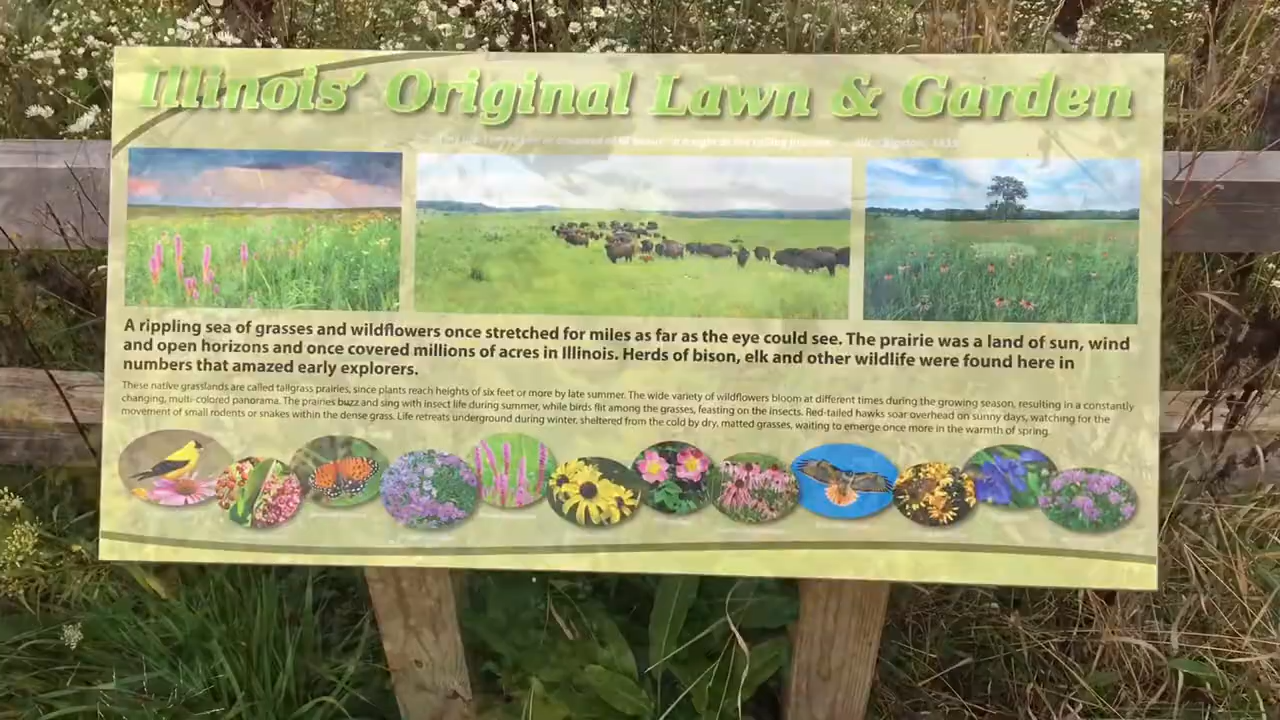 Illinois' Original Lawn & Garden
A rippling sea of grasses and wildflowers once stretched for miles as far as the eye could see. The prairie was a land of sun, wind
and open horizons and once covered millions of acres in Illinois. Herds of bison, elk and other wildlife were found here in
numbers that amazed early explorers.
These native grasslands are called tallgrass prairies, since plants reach heights of six feet or more by late summer. The wide variety of wildflowers bloom at different times during the growing season, resulting in a constantly
changing, multi-colored panorama. The prairies buzz and sing with insect life during summer, while birds flit among the grasses, feasting on the insects. Red-tailed hawks soar overhead on sunny days, watching for the
movement of small rodents or snakes within the dense grass. Life retreats underground during winter, sheltered from the cold by dry, matted grasses, waiting to emerge once more in the warmth of spring.